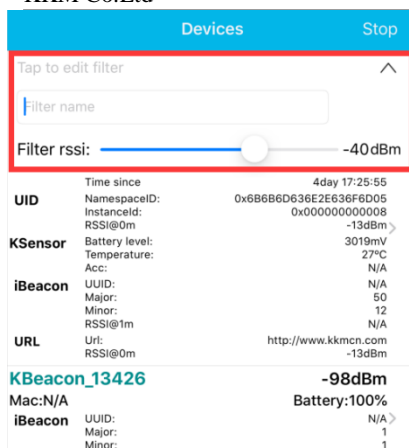 KKM Co.Ltd
Devices Stop
Tap to edit filter
Filter name
Filter rssi: -40dBm
Time since 4day 17:25:55
UID NamespaceID: 0x6B6B6D636E2E636F6D05
InstanceId: 0x000000000008
RSSI@0m -13dBm
KSensor Battery level: 3019mV
Temperature: 27ºC
Acc: N/A
iBeacon UUID: N/A
Major: 50
Minor: 12
RSSI@1m N/A
URL Url: http://www.kkmcn.com
RSSI@0m -13dBm
KBeacon_13426 -98dBm
Mac:N/A Battery:100%
iBeacon UUID: N/A
Major: 1
Minor: 1